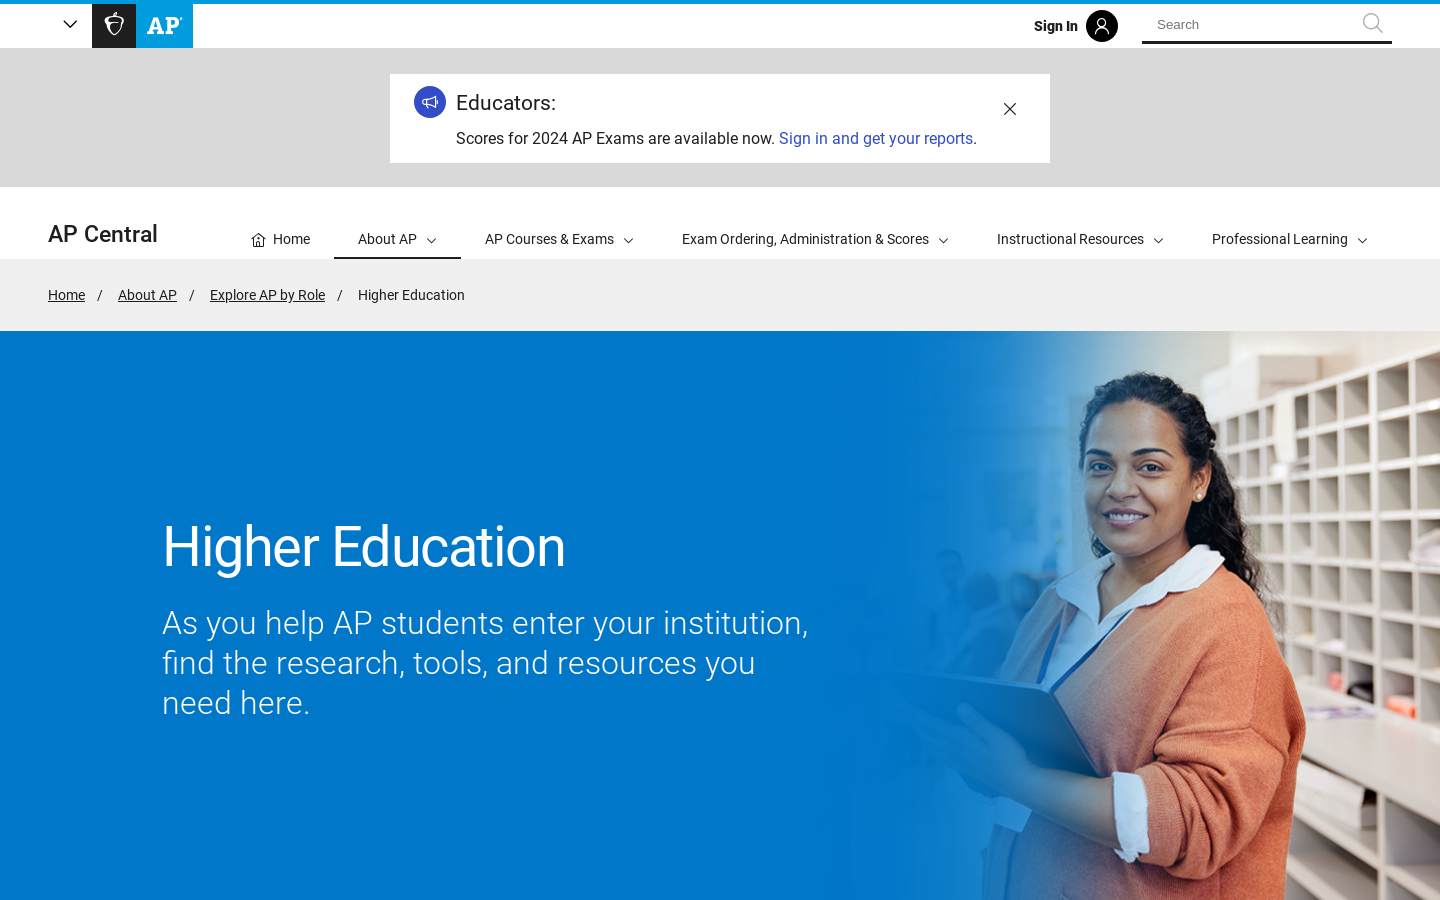 AP
Sign In
Search
Educators:
Scores for 2024 AP Exams are available now. Sign in and get your reports.
AP Central
Home
About AP
AP Courses & Exams
Exam Ordering, Administration & Scores
Instructional Resources
Professional Learning
Home / About AP / Explore AP by Role / Higher Education
Higher Education
As you help AP students enter your institution,
find the research, tools, and resources you
need here.